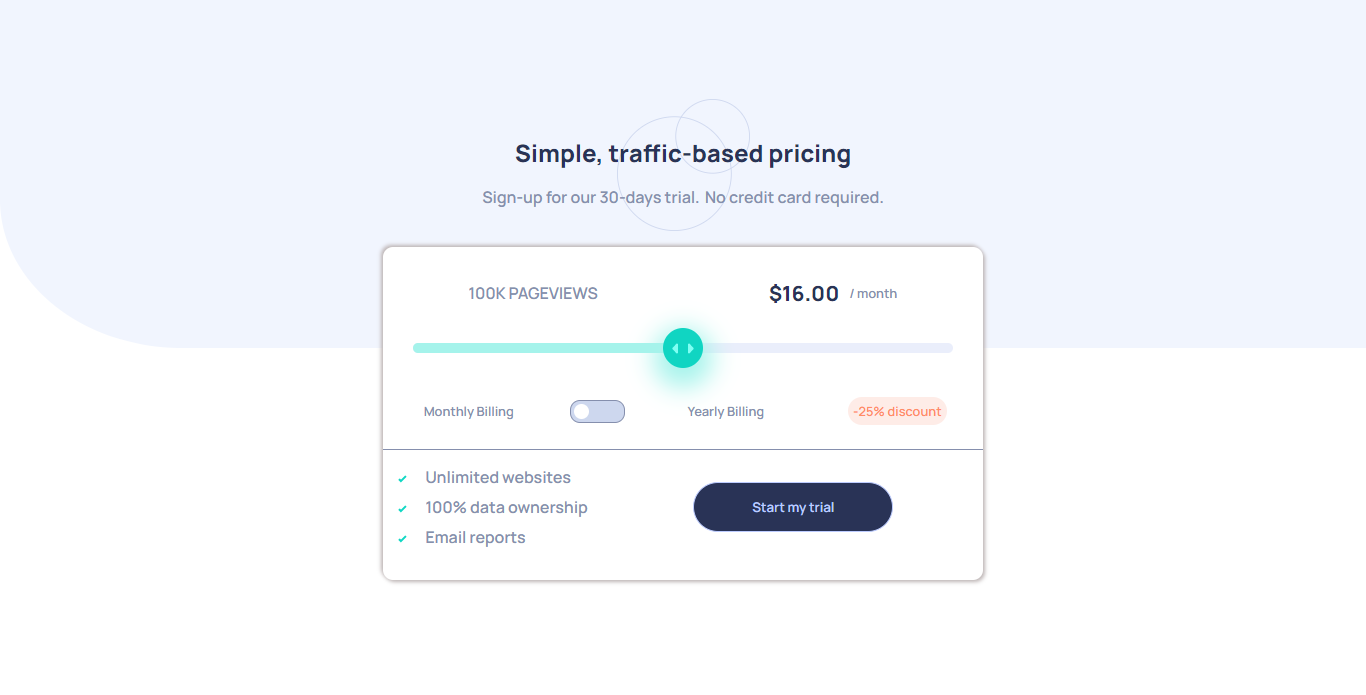 Simple, traffic-based pricing
Sign-up for our 30-days trial. No credit card required.
100K PAGEVIEWS
$16.00 / month
Monthly Billing
Yearly Billing
-25% discount
Unlimited websites
100% data ownership
Email reports
Start my trial